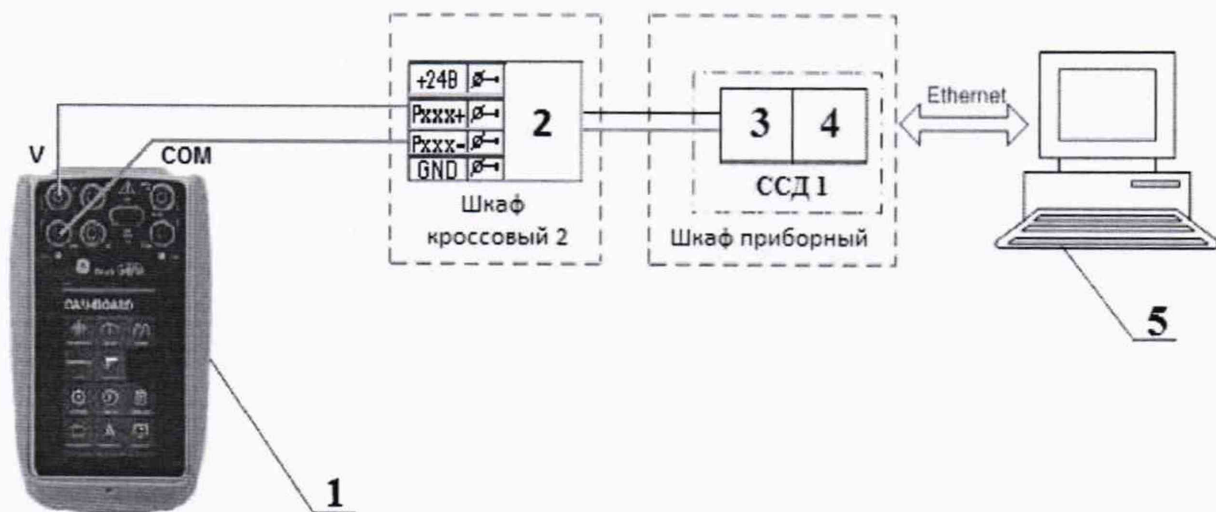 +24В
Pxxx+
Pxxx-
GND
2
Шкаф
кроссовый 2
3
4
ССД 1
Шкаф приборный
Ethernet
V
COM
DASHBOARD
1
5